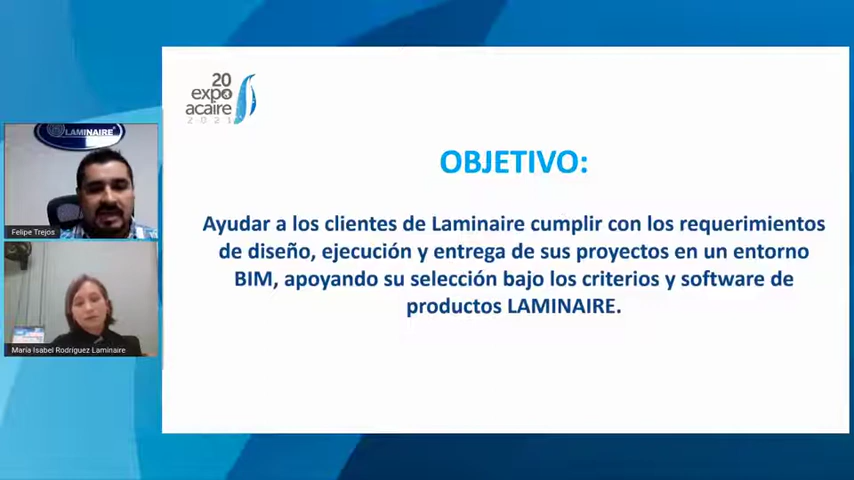 20
expo
acaire
2021
LAMINAIRE
Felipe Trejos
María Isabel Rodríguez Laminaire
OBJETIVO:
Ayudar a los clientes de Laminaire cumplir con los requerimientos
de diseño, ejecución y entrega de sus proyectos en un entorno
BIM, apoyando su selección bajo los criterios y software de
productos LAMINAIRE.